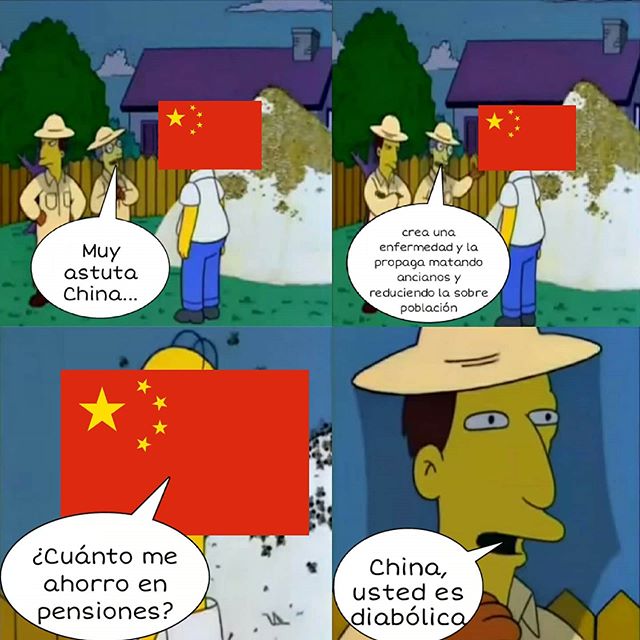 Muy
astuta
China...
crea una
enfermedad y la
propaga matando
ancianos y
reduciendo la sobre
población
¿Cuánto me
ahorro en
pensiones?
China,
usted es
diabólica